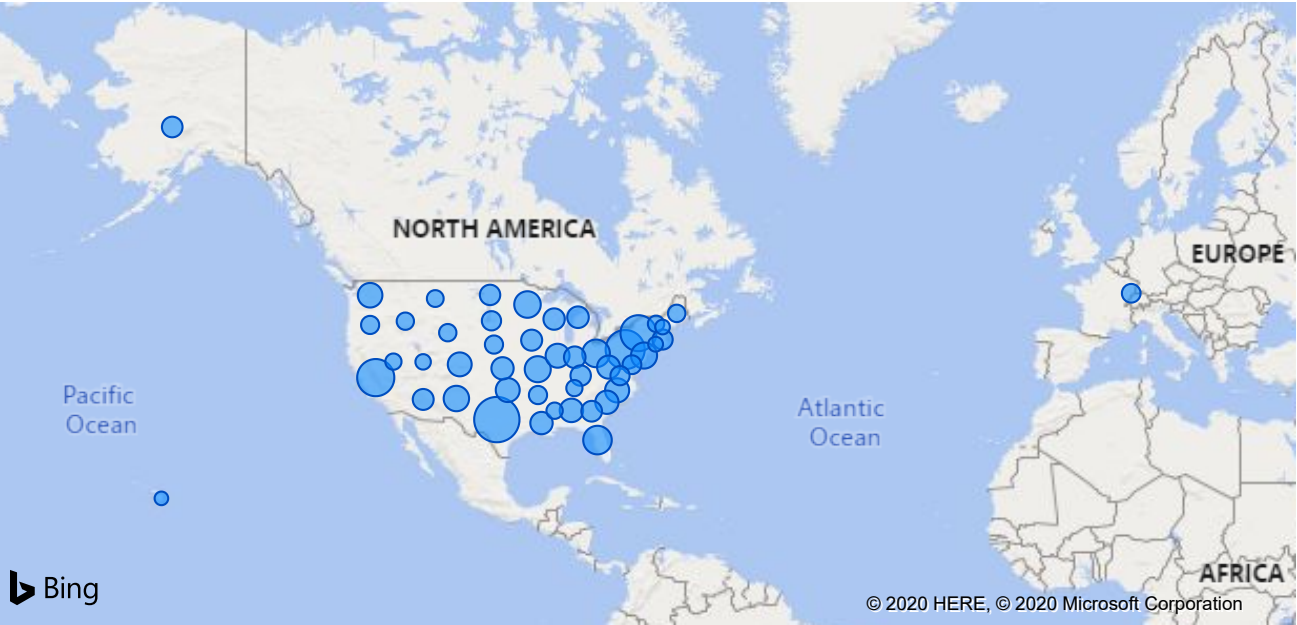 NORTH AMERICA
EUROPE
Pacific
Ocean
Atlantic
Ocean
AFRICA
Bing
© 2020 HERE, © 2020 Microsoft Corporation